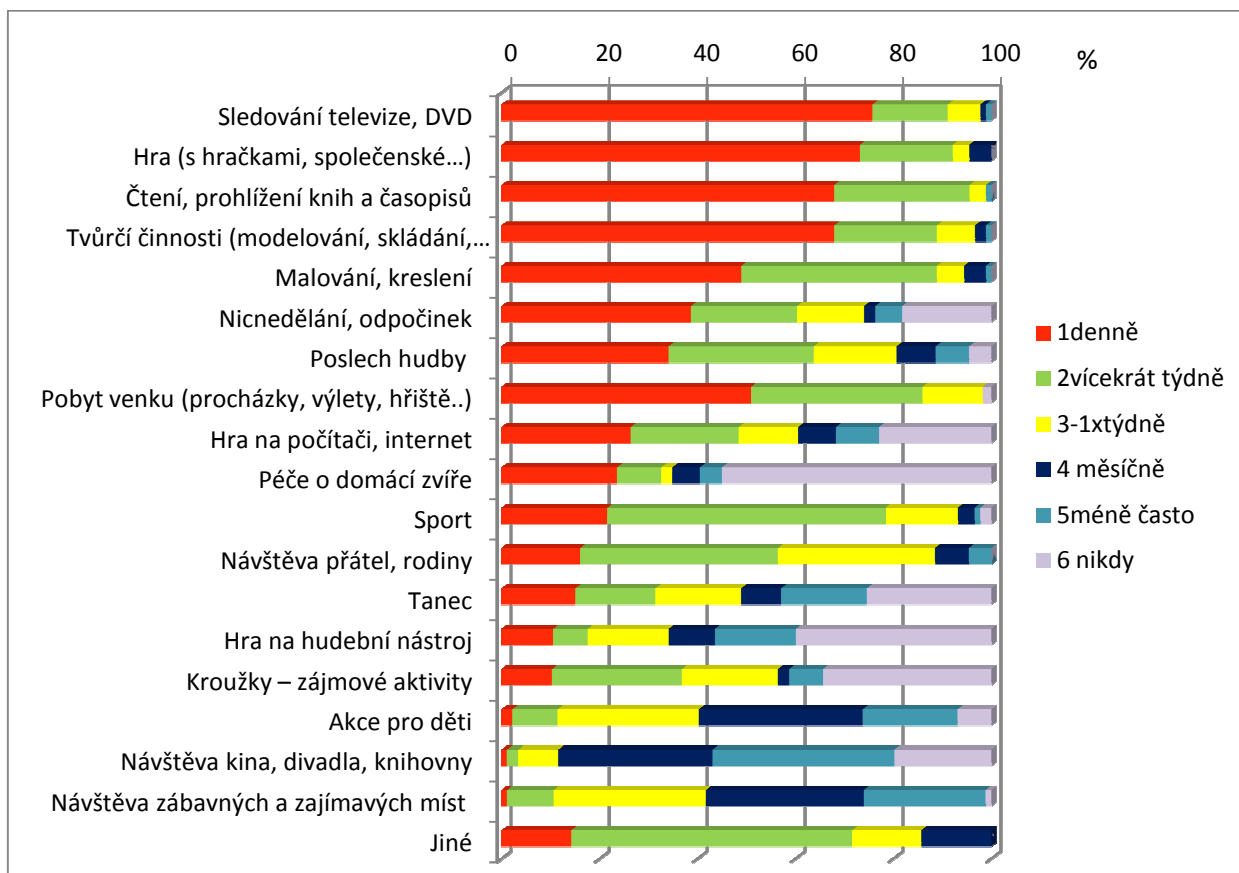 0 20 40 60 80 100
%
Sledování televize, DVD
Hra (s hračkami, společenské…)
Čtení, prohlížení knih a časopisů
Tvůrčí činnosti (modelování, skládání,…
Malování, kreslení
Nicnedělání, odpočinek
Poslech hudby
Pobyt venku (procházky, výlety, hřiště..)
Hra na počítači, internet
Péče o domácí zvíře
Sport
Návštěva přátel, rodiny
Tanec
Hra na hudební nástroj
Kroužky – zájmové aktivity
Akce pro děti
Návštěva kina, divadla, knihovny
Návštěva zábavných a zajímavých míst
Jiné
1denně
2vícekrát týdně
3-1xtýdně
4 měsíčně
5méně často
6 nikdy